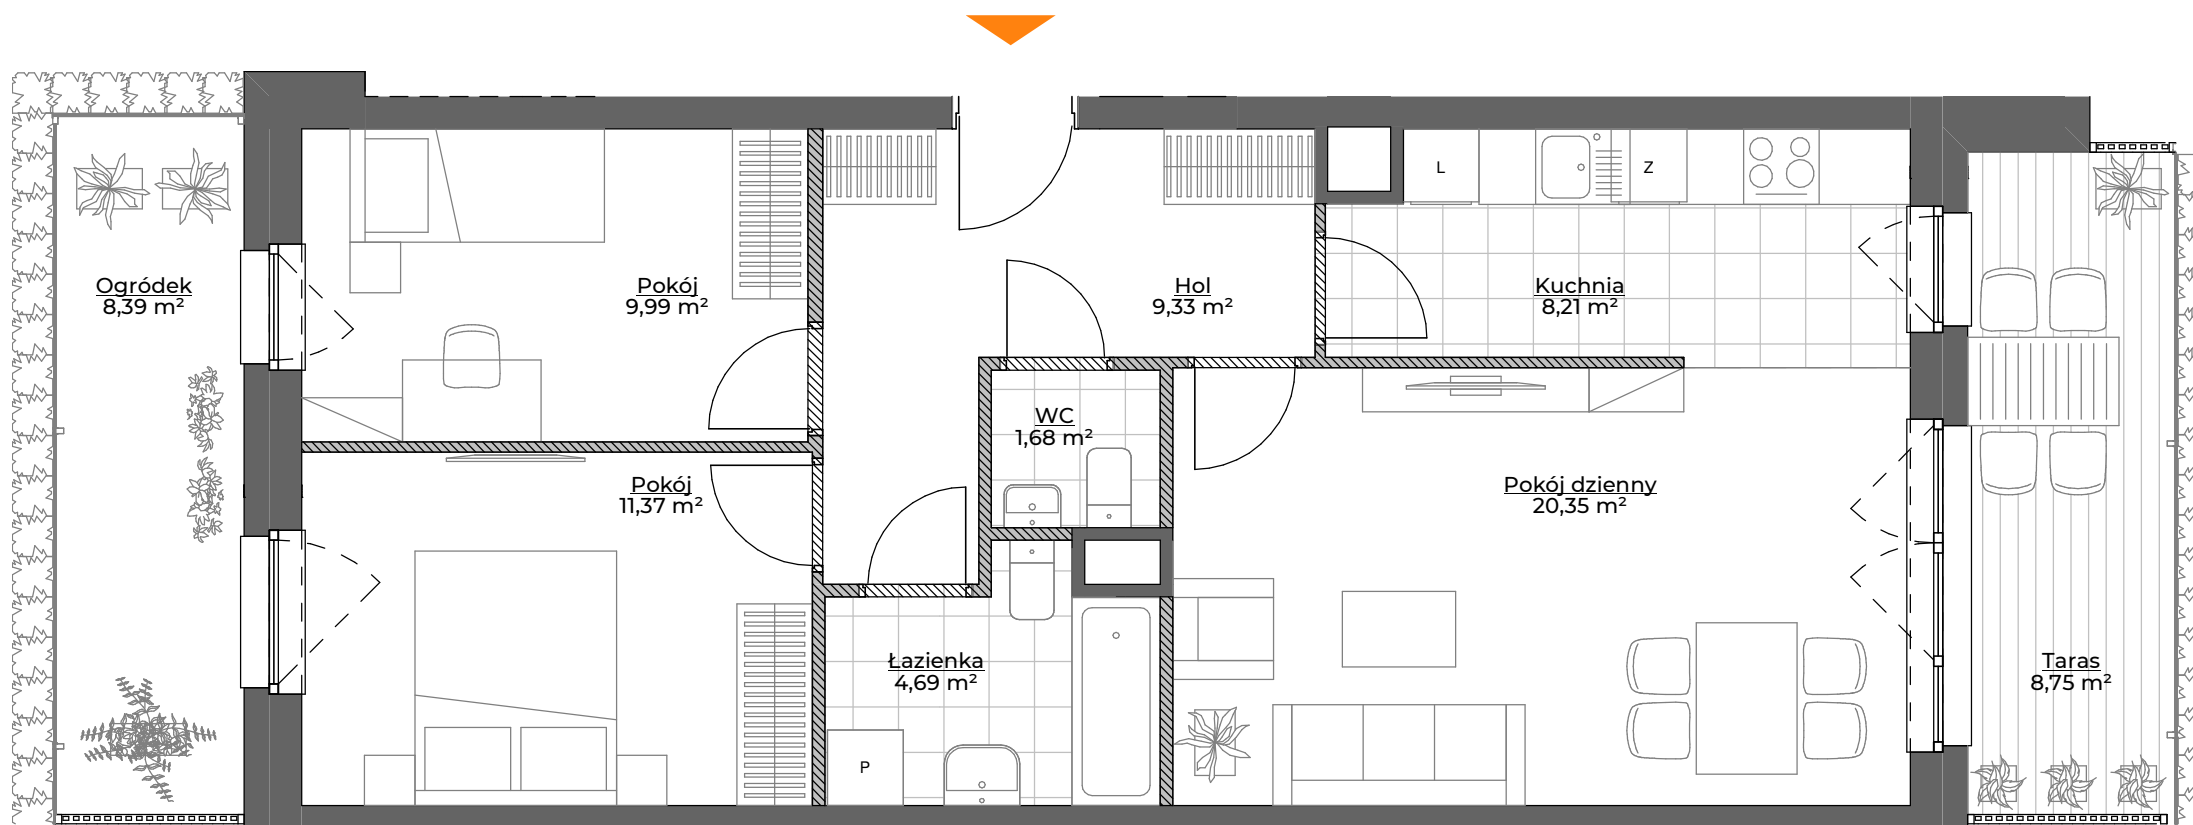 L
Z
Ogródek
8,39 m²
Pokój
9,99 m²
Hol
9,33 m²
Kuchnia
8,21 m²
WC
1,68 m²
Pokój
11,37 m²
Pokój dzienny
20,35 m²
Łazienka
4,69 m²
Taras
8,75 m²
P